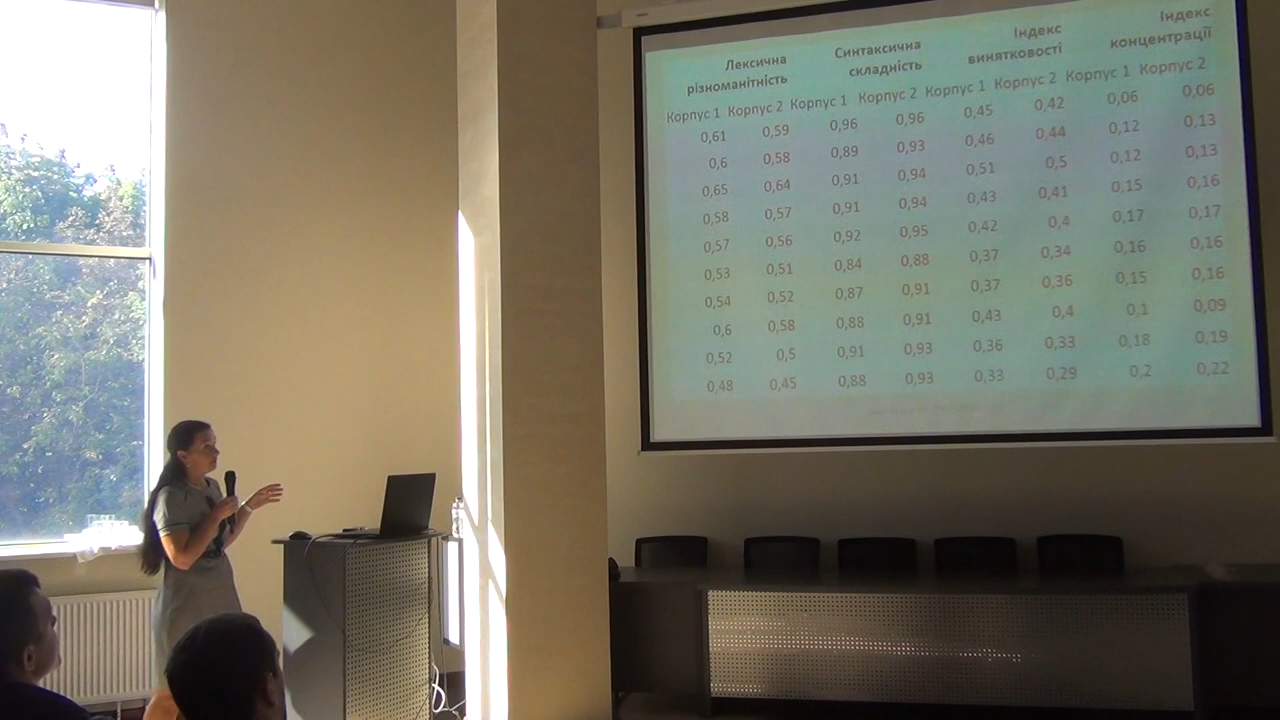 Лексична різноманітність Синтаксична складність Індекс винятковості Індекс концентрації
Корпус 1 Корпус 2 Корпус 1 Корпус 2 Корпус 1 Корпус 2 Корпус 1 Корпус 2
0,61 0,59 0,96 0,96 0,45 0,42 0,06 0,06
0,6 0,58 0,89 0,93 0,46 0,44 0,12 0,13
0,65 0,64 0,91 0,94 0,51 0,5 0,12 0,13
0,58 0,57 0,91 0,94 0,43 0,41 0,15 0,16
0,57 0,56 0,92 0,95 0,42 0,4 0,17 0,17
0,53 0,51 0,84 0,88 0,37 0,34 0,16 0,16
0,54 0,52 0,87 0,91 0,37 0,36 0,15 0,16
0,6 0,58 0,88 0,91 0,43 0,4 0,1 0,09
0,52 0,5 0,91 0,93 0,36 0,33 0,18 0,19
0,48 0,45 0,88 0,93 0,33 0,29 0,2 0,22